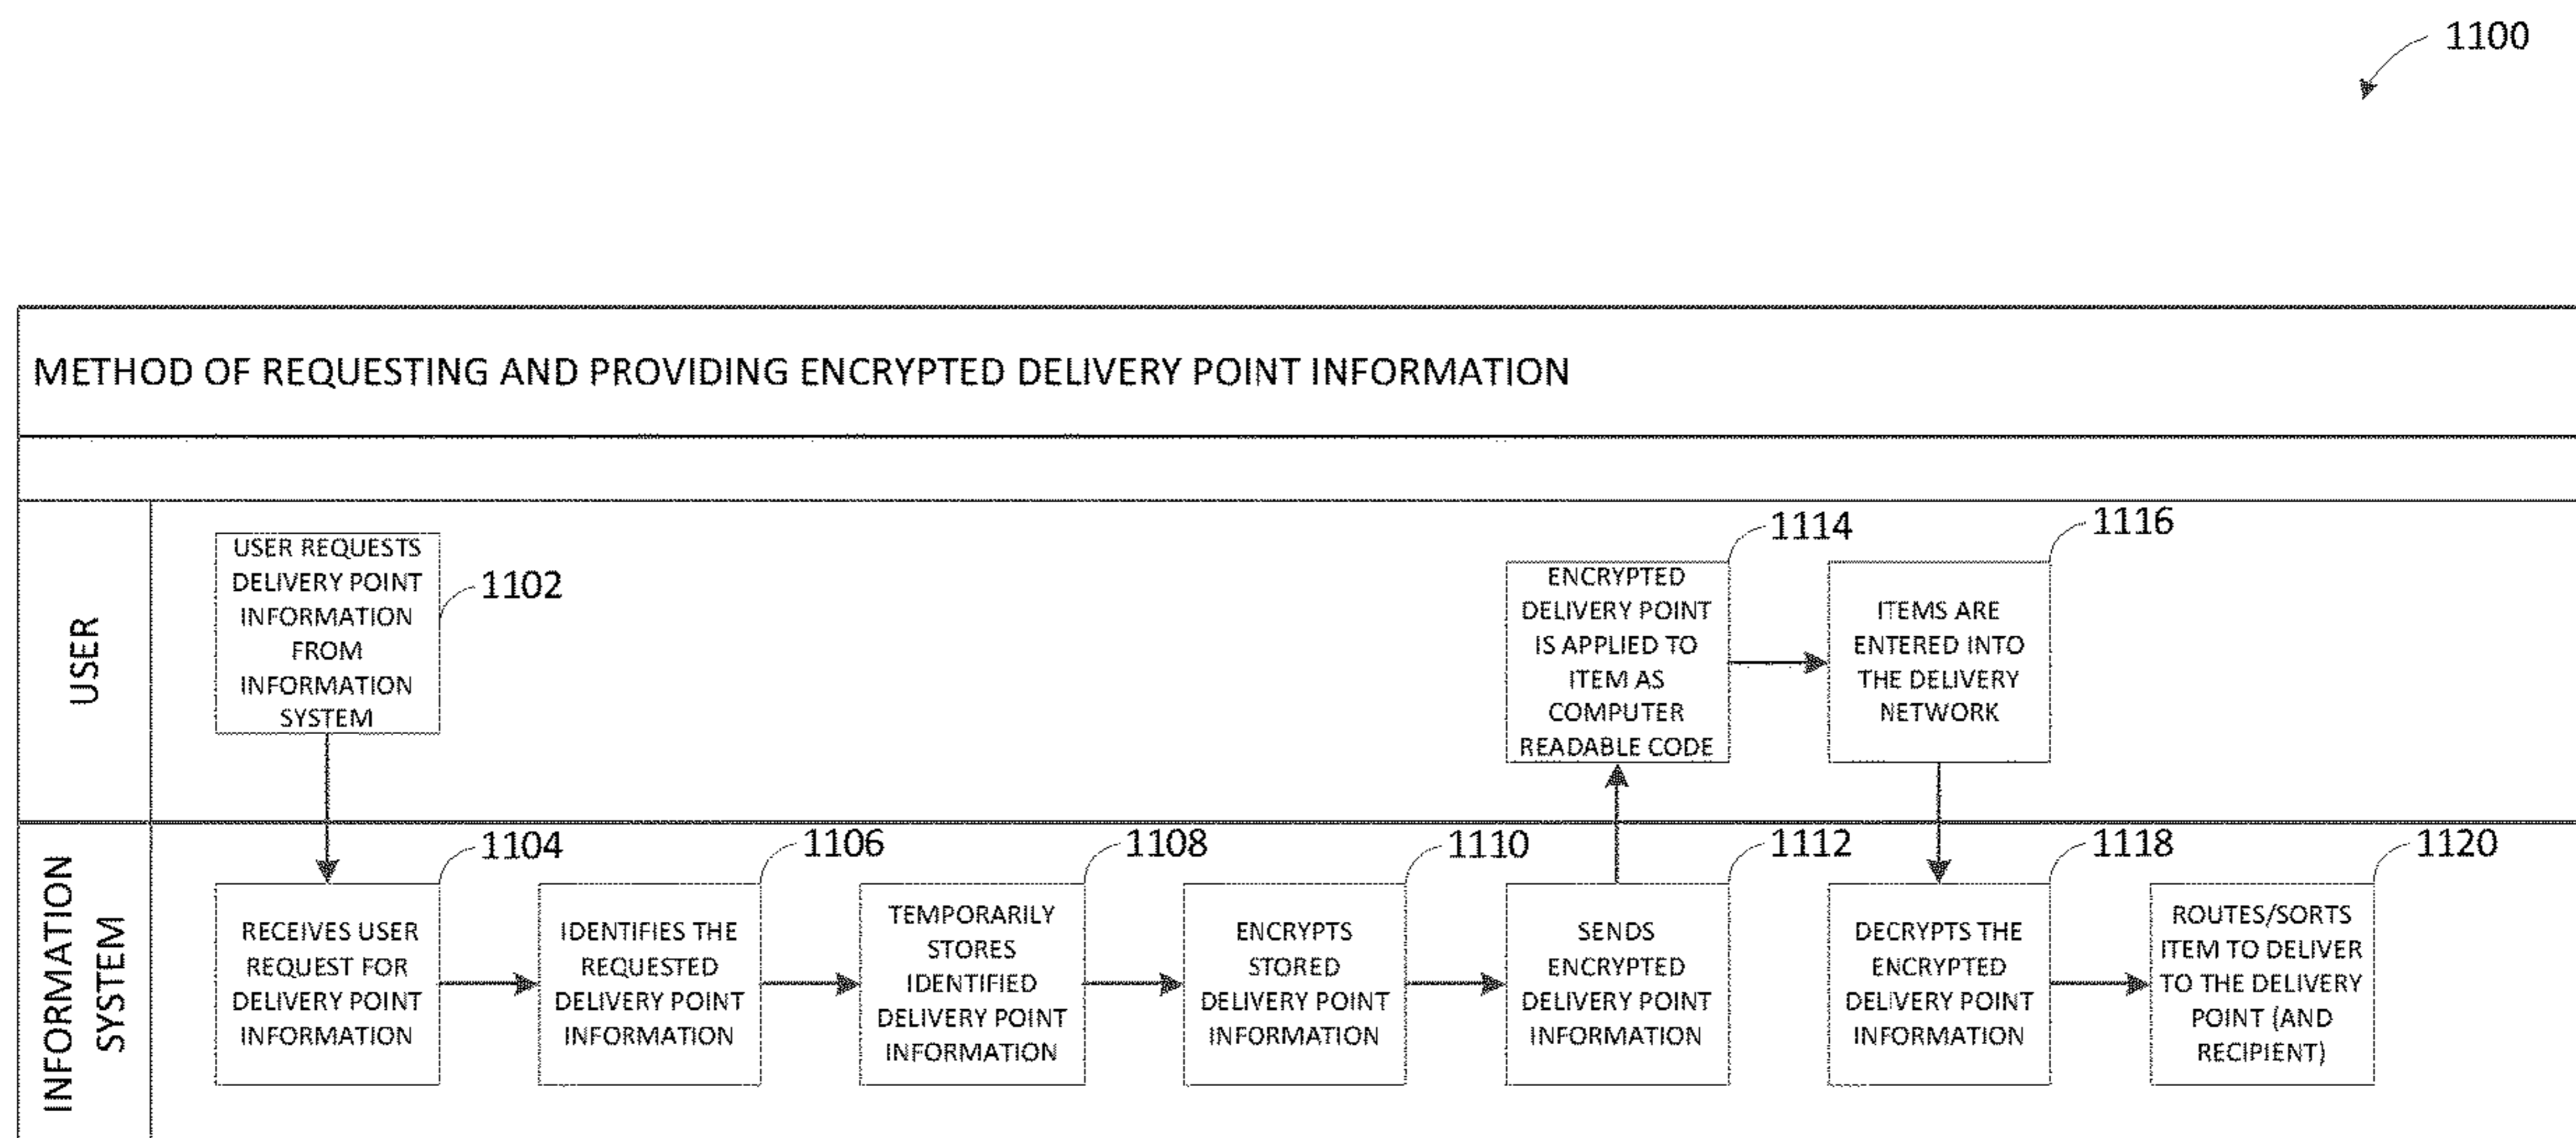 1100
METHOD OF REQUESTING AND PROVIDING ENCRYPTED DELIVERY POINT INFORMATION
USER
USER REQUESTS
DELIVERY POINT
INFORMATION
FROM
INFORMATION
SYSTEM
1102
ENCRYPTED
DELIVERY POINT
IS APPLIED TO
ITEM AS
COMPUTER
READABLE CODE
1114
ITEMS ARE
ENTERED INTO
THE DELIVERY
NETWORK
1116
INFORMATION
SYSTEM
RECEIVES USER
REQUEST FOR
DELIVERY POINT
INFORMATION
1104
IDENTIFIES THE
REQUESTED
DELIVERY POINT
INFORMATION
1106
TEMPORARILY
STORES
IDENTIFIED
DELIVERY POINT
INFORMATION
1108
ENCRYPTS
STORED
DELIVERY POINT
INFORMATION
1110
SENDS
ENCRYPTED
DELIVERY POINT
INFORMATION
1112
DECRYPTS THE
ENCRYPTED
DELIVERY POINT
INFORMATION
1118
ROUTES/SORTS
ITEM TO DELIVER
TO THE DELIVERY
POINT (AND
RECIPIENT)
1120